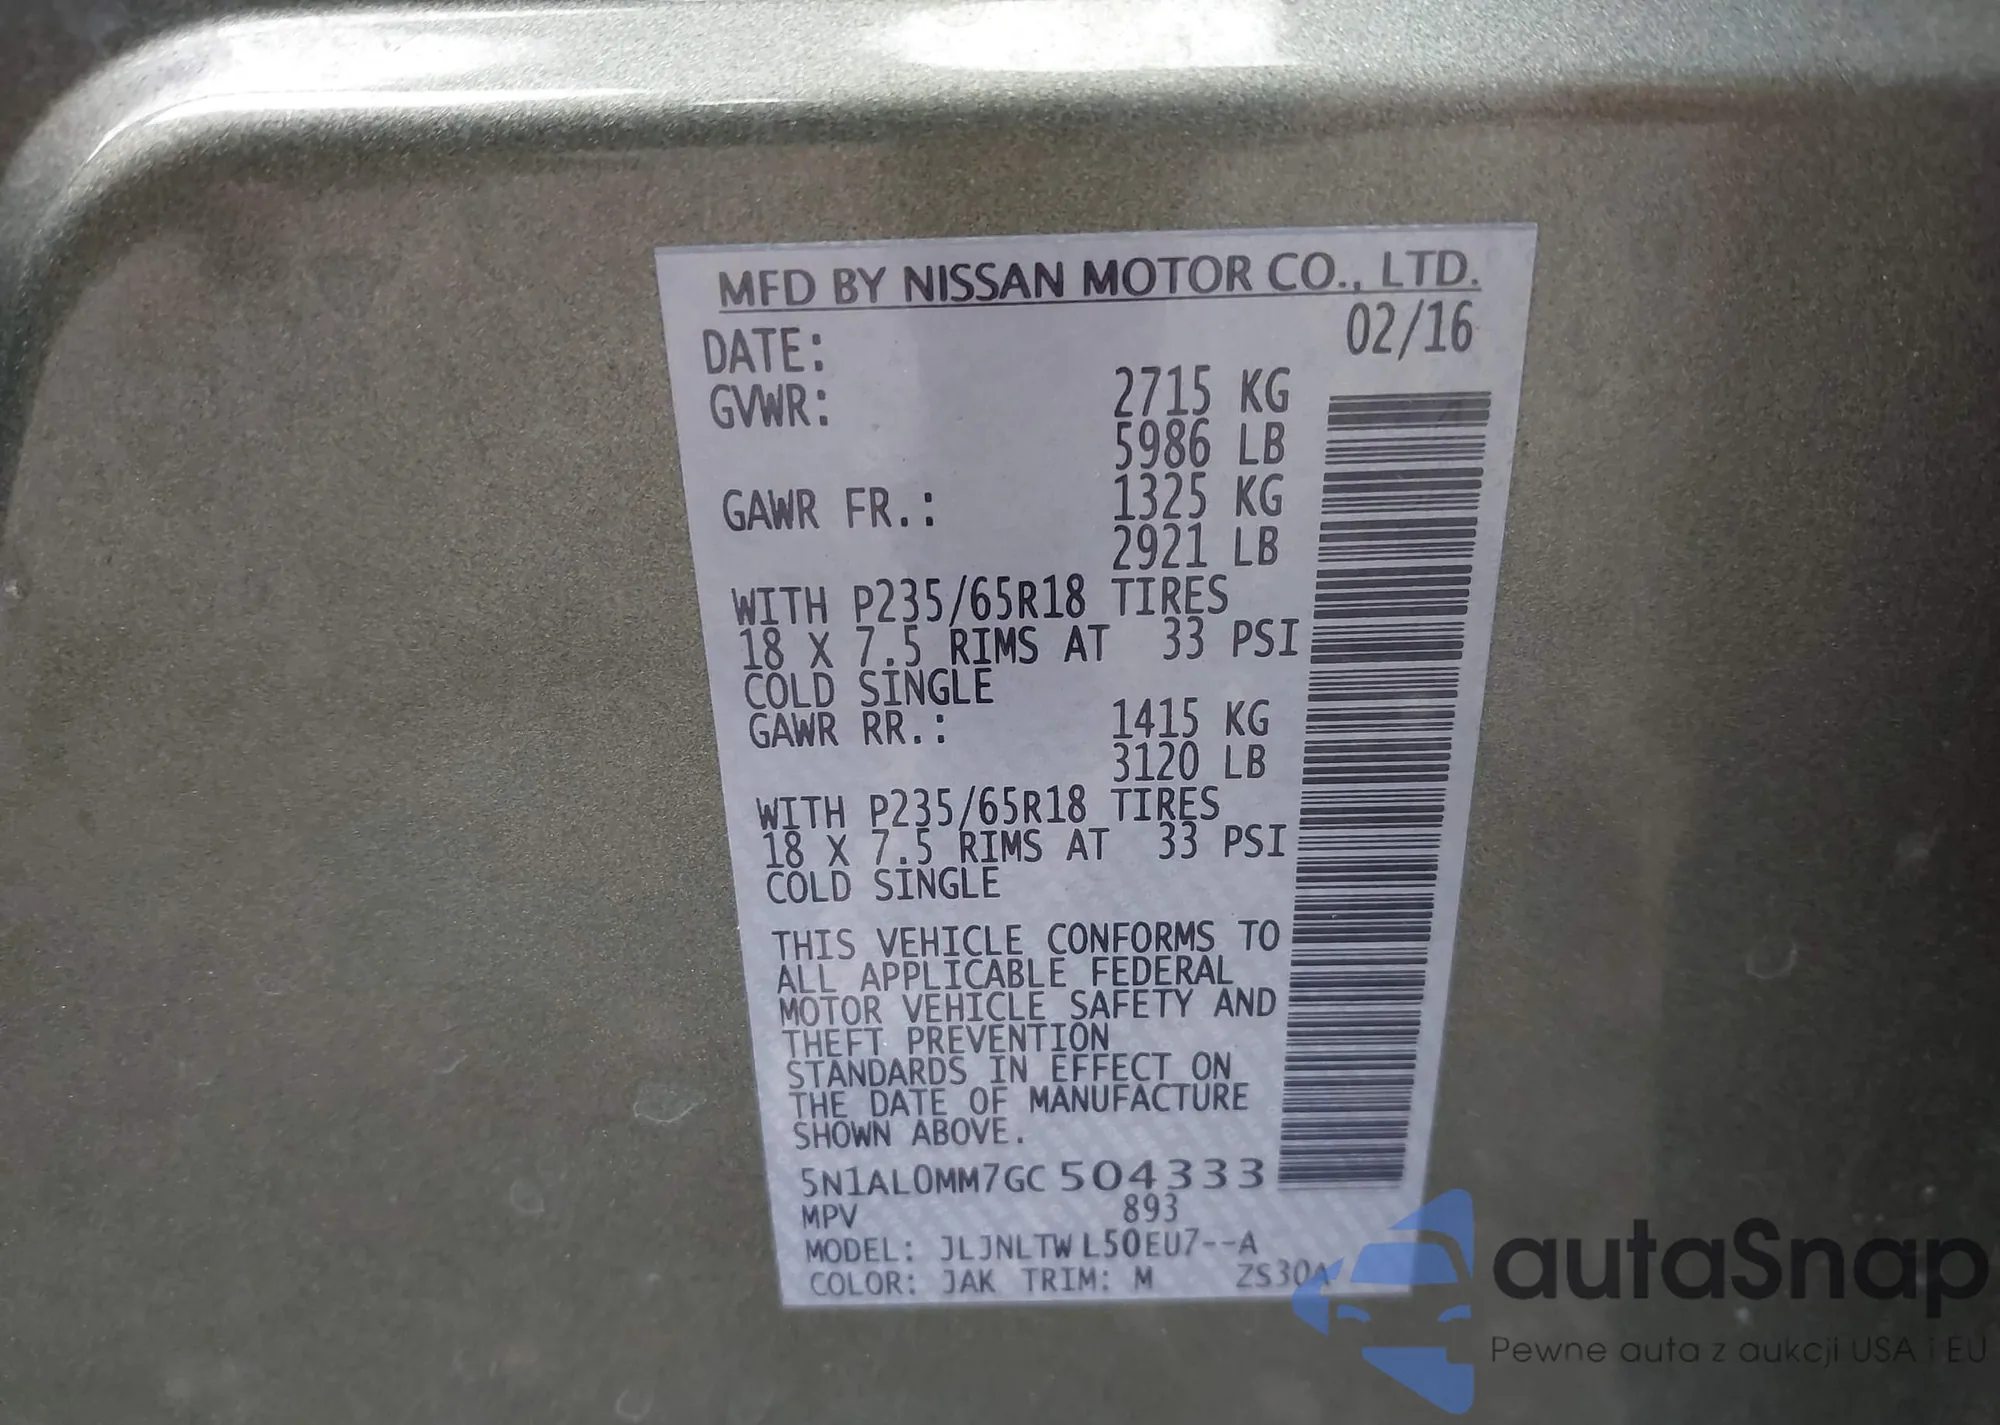 MFD BY NISSAN MOTOR CO., LTD.
DATE: 02/16
GVWR: 2715 KG
5986 LB
GAWR FR.: 1325 KG
2921 LB
WITH P235/65R18 TIRES
18 X 7.5 RIMS AT 33 PSI
COLD SINGLE
GAWR RR.: 1415 KG
3120 LB
WITH P235/65R18 TIRES
18 X 7.5 RIMS AT 33 PSI
COLD SINGLE
THIS VEHICLE CONFORMS TO
ALL APPLICABLE FEDERAL
MOTOR VEHICLE SAFETY AND
THEFT PREVENTION
STANDARDS IN EFFECT ON
THE DATE OF MANUFACTURE
SHOWN ABOVE.
5N1AL0MM7GC504333
MPV 893
MODEL: JLJNLTWL50EU7--A
COLOR: JAK TRIM: M ZS30A
autaSnap
Pewne auta z aukcji USA i EU